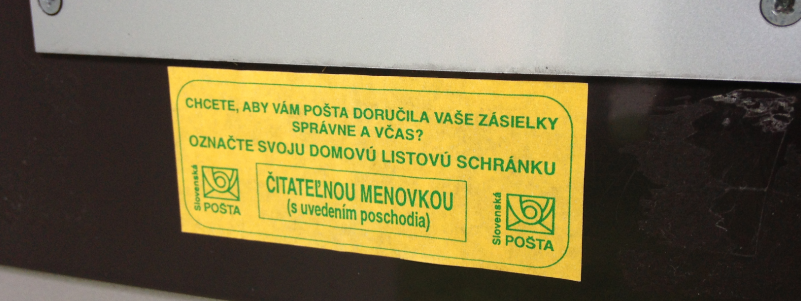 CHCETE, ABY VÁM POŠTA DORUČILA VAŠE ZÁSIELKY
SPRÁVNE A VČAS?
OZNAČTE SVOJU DOMOVÚ LISTOVÚ SCHRÁNKU
ČITATEĽNOU MENOVKOU
(s uvedením poschodia)
Slovenská
POŠTA
Slovenská
POŠTA